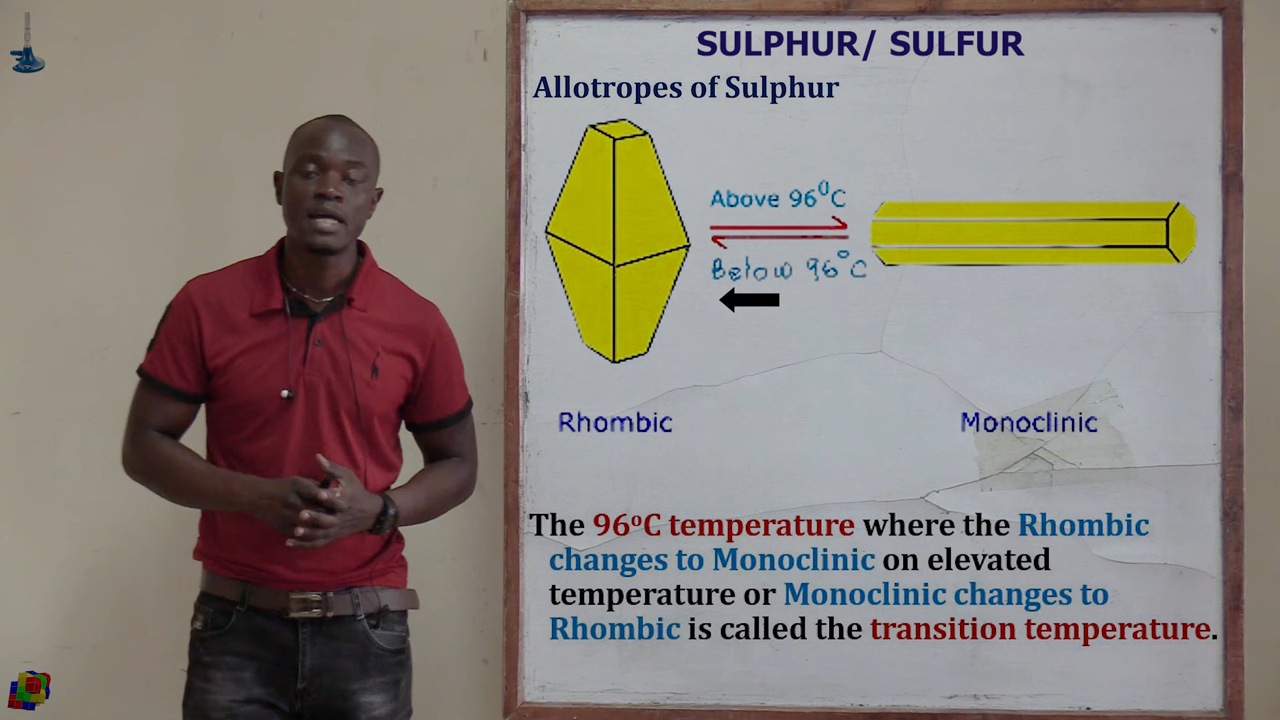 SULPHUR/ SULFUR
Allotropes of Sulphur
Above 96⁰C
Below 96°C
Rhombic
Monoclinic
The 96ᵒC temperature where the Rhombic
changes to Monoclinic on elevated
temperature or Monoclinic changes to
Rhombic is called the transition temperature.